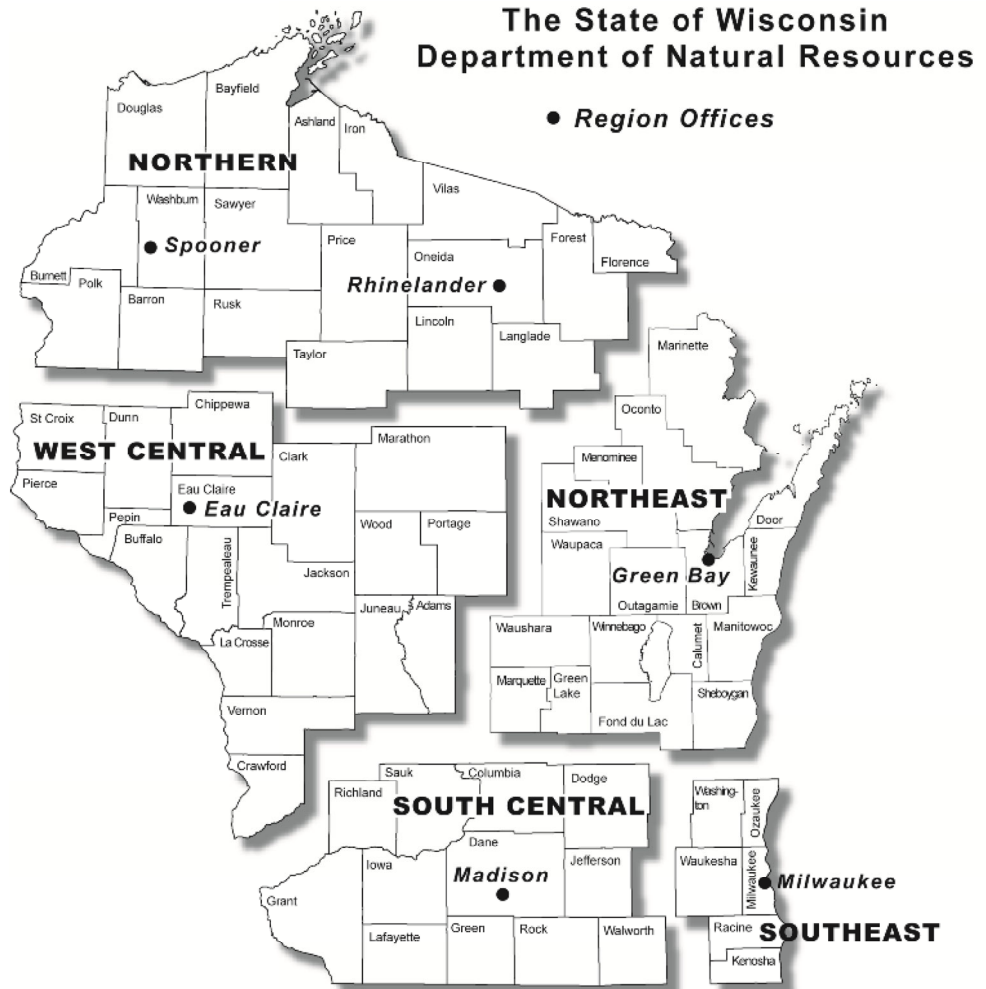 The State of Wisconsin
Department of Natural Resources
● Region Offices
Bayfield
Douglas
Ashland
Iron
NORTHERN
Vilas
Washburn
Sawyer
Spooner
Price
Forest
Oneida
Florence
Burnett
Polk
Rhinelander
Barron
Rusk
Lincoln
Langlade
Taylor
Marinette
Chippewa
St Croix
Dunn
Oconto
WEST CENTRAL
Marathon
Clark
Menominee
Pierce
Eau Claire
Eau Claire
NORTHEAST
Pepin
Wood
Portage
Shawano
Door
Buffalo
Waupaca
Trempealeau
Kewaunee
Jackson
Green Bay
Juneau
Adams
Outagamie
Brown
Monroe
Waushara
Winnebago
Calumet
Manitowoc
La Crosse
Marquette
Green
Lake
Sheboygan
Vernon
Fond du Lac
Crawford
Sauk
Columbia
Dodge
Richland
SOUTH CENTRAL
Washing-
ton
Ozaukee
Dane
Iowa
Jefferson
Waukesha
Milwaukee
Madison
Milwaukee
Grant
Lafayette
Green
Rock
Walworth
Racine
SOUTHEAST
Kenosha